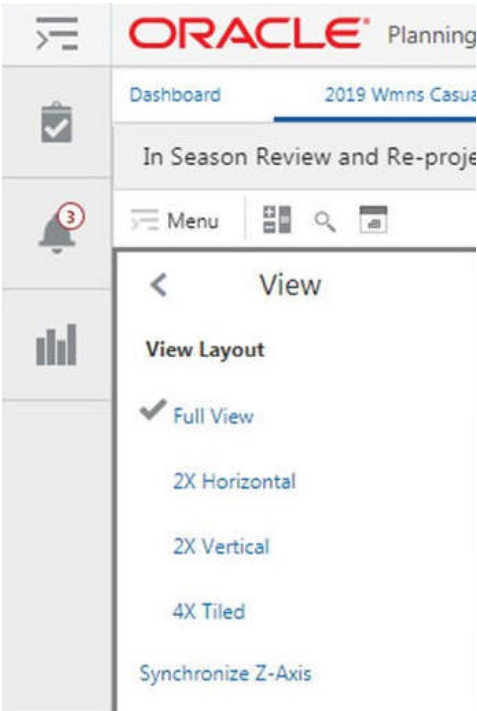 ORACLE Planning
Dashboard 2019 Wmns Casua
In Season Review and Re-proje
3
Menu
View
View Layout
Full View
2X Horizontal
2X Vertical
4X Tiled
Synchronize Z-Axis